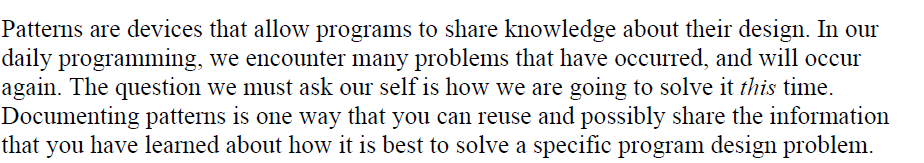 Patterns are devices that allow programs to share knowledge about their design. In our
daily programming, we encounter many problems that have occurred, and will occur
again. The question we must ask our self is how we are going to solve it this time.
Documenting patterns is one way that you can reuse and possibly share the information
that you have learned about how it is best to solve a specific program design problem.